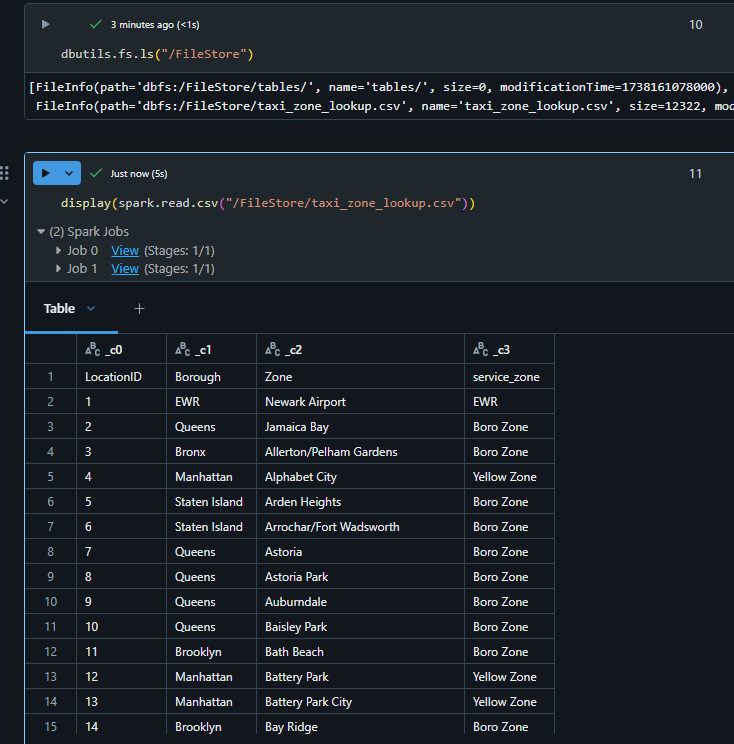 3 minutes ago (<1s) 10
dbutils.fs.ls("/FileStore")
[FileInfo(path='dbfs:/FileStore/tables/', name='tables/', size=0, modificationTime=1738161078000),
FileInfo(path='dbfs:/FileStore/taxi_zone_lookup.csv', name='taxi_zone_lookup.csv', size=12322, mod
Just now (5s) 11
display(spark.read.csv("/FileStore/taxi_zone_lookup.csv"))
(2) Spark Jobs
Job 0 View (Stages: 1/1)
Job 1 View (Stages: 1/1)
Table +
ABC _c0 ABC _c1 ABC _c2 ABC _c3
1 LocationID Borough Zone service_zone
2 1 EWR Newark Airport EWR
3 2 Queens Jamaica Bay Boro Zone
4 3 Bronx Allerton/Pelham Gardens Boro Zone
5 4 Manhattan Alphabet City Yellow Zone
6 5 Staten Island Arden Heights Boro Zone
7 6 Staten Island Arrochar/Fort Wadsworth Boro Zone
8 7 Queens Astoria Boro Zone
9 8 Queens Astoria Park Boro Zone
10 9 Queens Auburndale Boro Zone
11 10 Queens Baisley Park Boro Zone
12 11 Brooklyn Bath Beach Boro Zone
13 12 Manhattan Battery Park Yellow Zone
14 13 Manhattan Battery Park City Yellow Zone
15 14 Brooklyn Bay Ridge Boro Zone